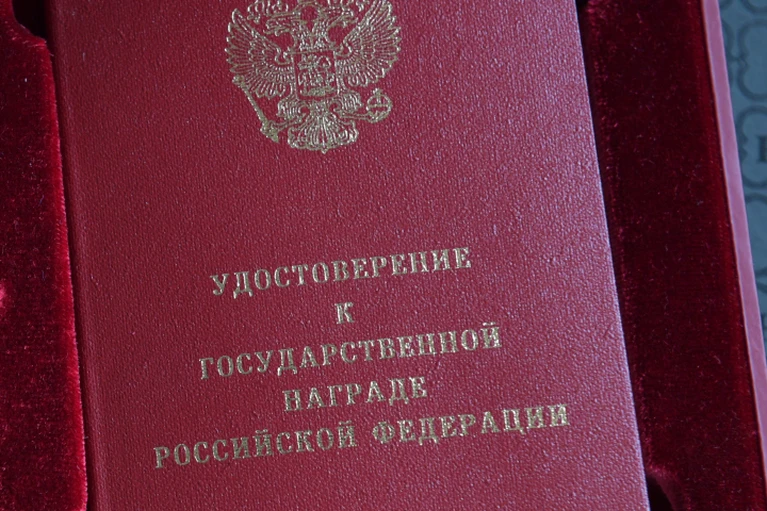 УДОСТОВЕРЕНИЕ
К
ГОСУДАРСТВЕННОЙ
НАГРАДЕ
РОССИЙСКОЙ ФЕДЕРАЦИИ